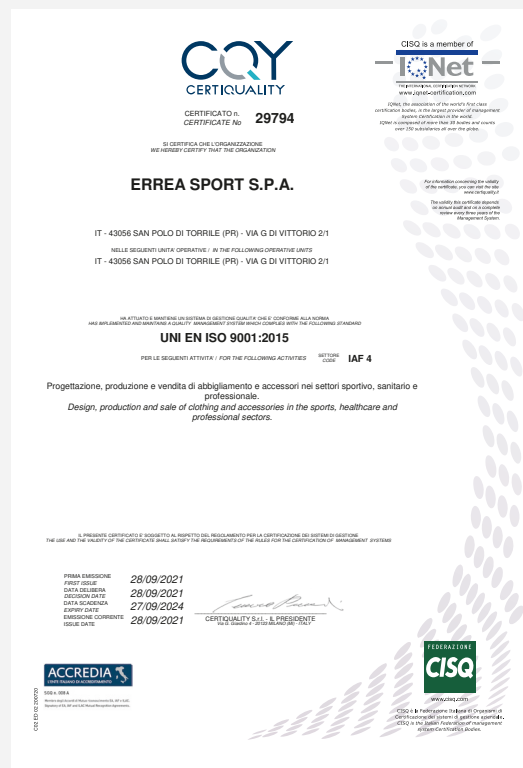 CQY
CERTIQUALITY
CISQ is a member of
IQNet
THE INTERNATIONAL CERTIFICATION NETWORK
www.iqnet-certification.com
IQNet, the association of the world's first class
certification bodies, is the largest provider of management
System Certification in the world.
IQNet is composed of more than 30 bodies and counts
over 150 subsidiaries all over the globe.
CERTIFICATO n.
CERTIFICATE No
29794
SI CERTIFICA CHE L'ORGANIZZAZIONE
WE HEREBY CERTIFY THAT THE ORGANIZATION
ERREA SPORT S.P.A.
For information concerning the validity
of the certificate, you can visit the site
www.certiquality.it
The validity this certificate depends
on annual audit and on a complete
review every three years of the
Management System.
IT - 43056 SAN POLO DI TORRILE (PR) - VIA G DI VITTORIO 2/1
NELLE SEGUENTI UNITA' OPERATIVE / IN THE FOLLOWING OPERATIVE UNITS
IT - 43056 SAN POLO DI TORRILE (PR) - VIA G DI VITTORIO 2/1
HA ATTUATO E MANTIENE UN SISTEMA DI GESTIONE QUALITA' CHE E' CONFORME ALLA NORMA
HAS IMPLEMENTED AND MAINTAINS A QUALITY MANAGEMENT SYSTEM WHICH COMPLIES WITH THE FOLLOWING STANDARD
UNI EN ISO 9001:2015
PER LE SEGUENTI ATTIVITA' / FOR THE FOLLOWING ACTIVITIES
SETTORE
CODE
IAF 4
Progettazione, produzione e vendita di abbigliamento e accessori nei settori sportivo, sanitario e
professionale.
Design, production and sale of clothing and accessories in the sports, healthcare and
professional sectors.
IL PRESENTE CERTIFICATO E' SOGGETTO AL RISPETTO DEL REGOLAMENTO PER LA CERTIFICAZIONE DEI SISTEMI DI GESTIONE
THE USE AND THE VALIDITY OF THE CERTIFICATE SHALL SATISFY THE REQUIREMENTS OF THE RULES FOR THE CERTIFICATION OF MANAGEMENT SYSTEMS
PRIMA EMISSIONE
FIRST ISSUE
28/09/2021
DATA DELIBERA
DECISION DATE
28/09/2021
DATA SCADENZA
EXPIRY DATE
27/09/2024
EMISSIONE CORRENTE
ISSUE DATE
28/09/2021
CERTIQUALITY S.r.l. - IL PRESIDENTE
Via G. Giardino 4 - 20123 MILANO (MI) - ITALY
ACCREDIA
L'ENTE ITALIANO DI ACCREDITAMENTO
SGQ n. 008 A
FEDERAZIONE
CISQ
www.cisq.com
CISQ è la Federazione Italiana di Organismi di
Certificazione dei sistemi di gestione aziendale.
CISQ is the Italian Federation of management
system Certification Bodies.